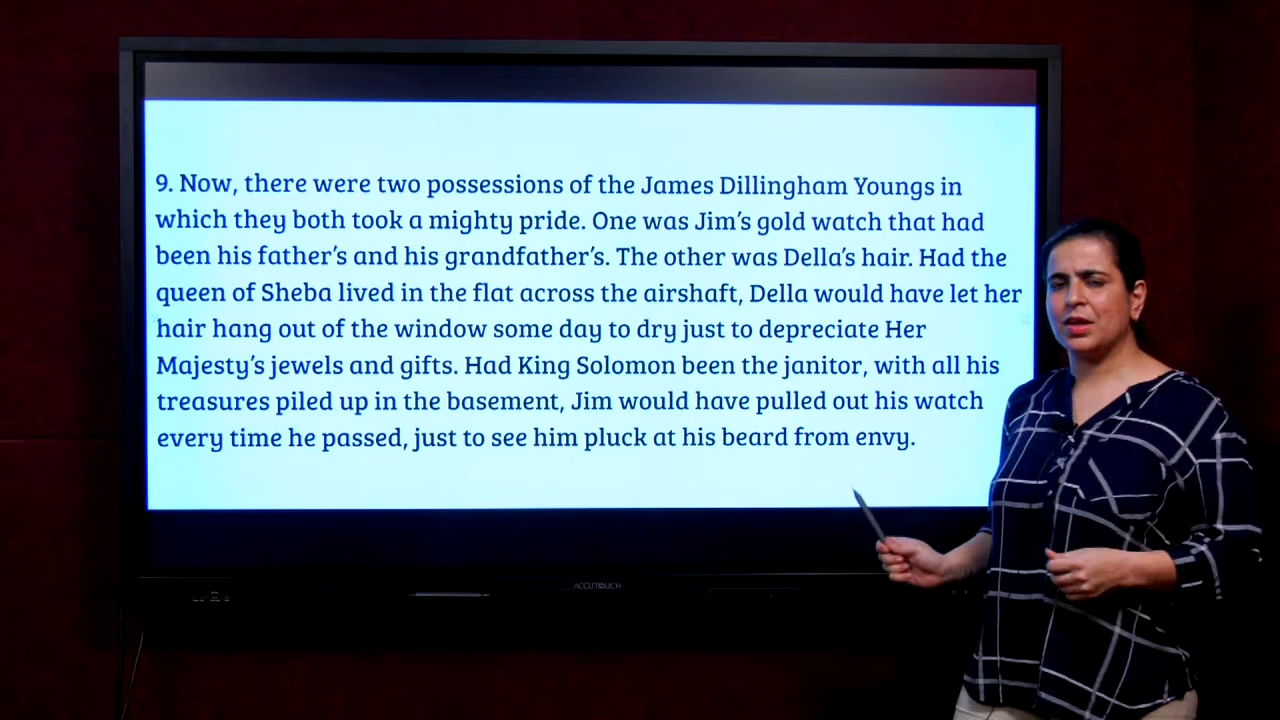 9. Now, there were two possessions of the James Dillingham Youngs in
which they both took a mighty pride. One was Jim’s gold watch that had
been his father’s and his grandfather’s. The other was Della’s hair. Had the
queen of Sheba lived in the flat across the airshaft, Della would have let her
hair hang out of the window some day to dry just to depreciate Her
Majesty’s jewels and gifts. Had King Solomon been the janitor, with all his
treasures piled up in the basement, Jim would have pulled out his watch
every time he passed, just to see him pluck at his beard from envy.
ACCUTOUCH